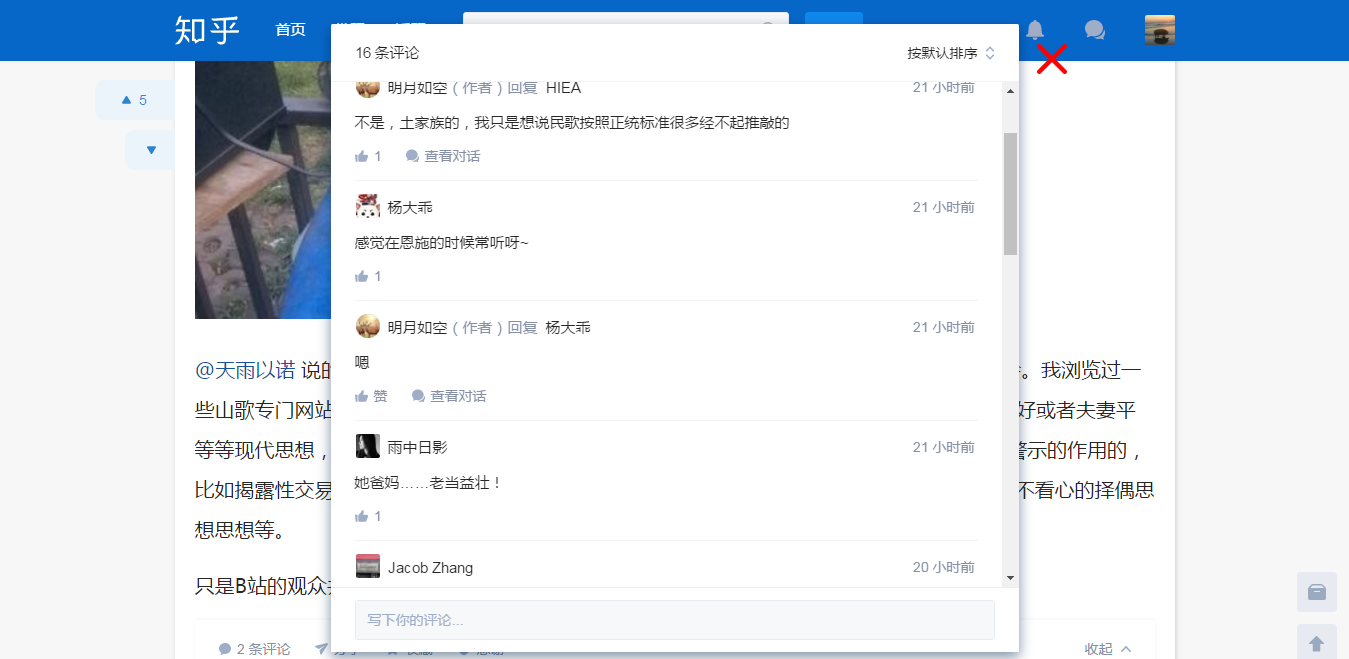 知乎 首页
16 条评论 按默认排序
5
明月如空（作者）回复 HIEA 21 小时前
不是，土家族的，我只是想说民歌按照正统标准很多经不起推敲的
1 查看对话
杨大乖 21 小时前
感觉在恩施的时候常听呀~
1
明月如空（作者）回复 杨大乖 21 小时前
嗯
赞 查看对话
雨中日影 21 小时前
她爸妈……老当益壮！
1
Jacob Zhang 20 小时前
写下你的评论...
@天雨以诺 说的 。我浏览过一
些山歌专门网站 好或者夫妻平
等等现代思想， 警示的作用的，
比如揭露性交易 不看心的择偶思
想思想等。
只是B站的观众
2 条评论 收起